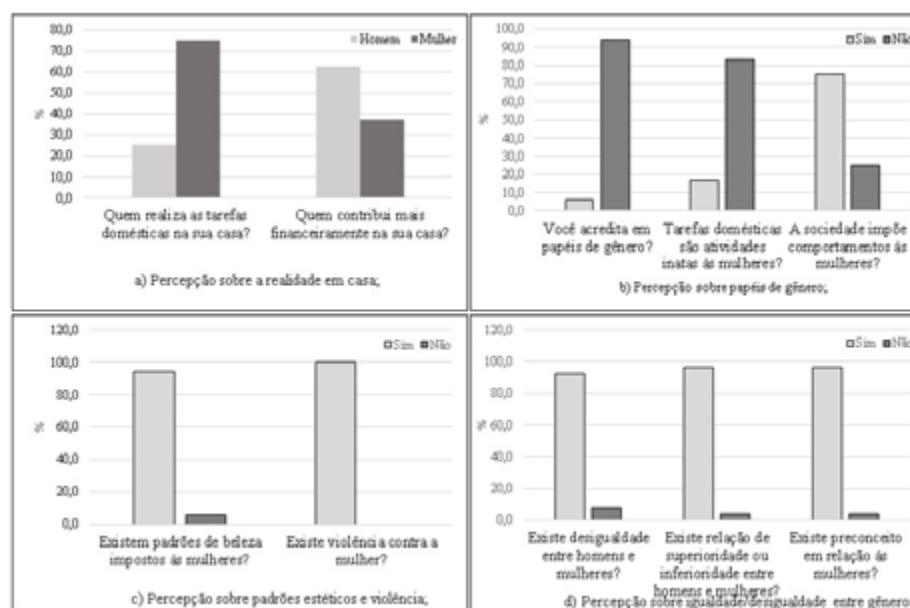 80,0
70,0
60,0
50,0
40,0
30,0
20,0
10,0
0,0
%
Homem Mulher
Quem realiza as tarefas
domésticas na sua casa?
Quem contribui mais
financeiramente na sua casa?
a) Percepção sobre a realidade em casa;
100,0
90,0
80,0
70,0
60,0
50,0
40,0
30,0
20,0
10,0
0,0
%
Sim Não
Você acredita em
papéis de gênero?
Tarefas domésticas
são atividades
inatas às mulheres?
A sociedade impõe
comportamentos às
mulheres?
b) Percepção sobre papéis de gênero;
120,0
100,0
80,0
60,0
40,0
20,0
0,0
%
Sim Não
Existem padrões de beleza
impostos às mulheres?
Existe violência contra a
mulher?
c) Percepção sobre padrões estéticos e violência;
120,0
100,0
80,0
60,0
40,0
20,0
0,0
%
Sim Não
Existe desigualdade
entre homens e
mulheres?
Existe relação de
superioridade ou
inferioridade entre
homens e mulheres?
Existe preconceito
em relação às
mulheres?
d) Percepção sobre igualdade/desigualdade entre gênero